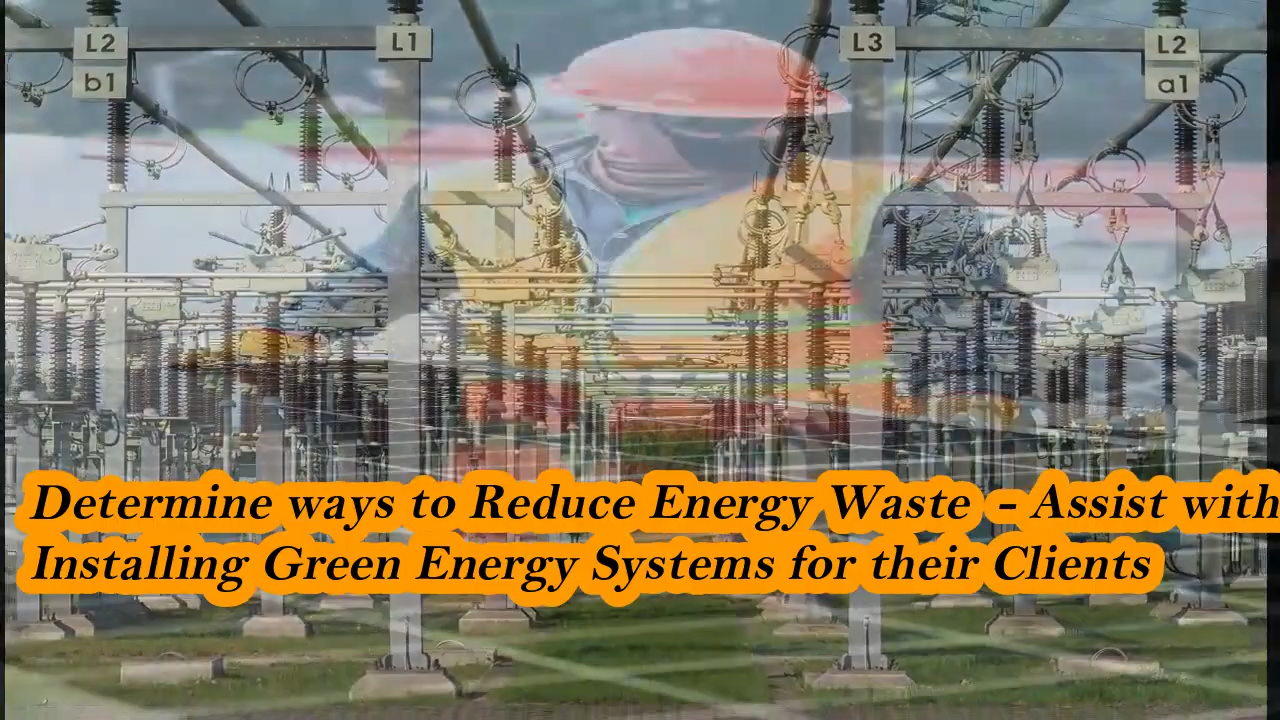 L2
L1
L3
L2
b1
a1
Determine ways to Reduce Energy Waste - Assist with
Installing Green Energy Systems for their Clients